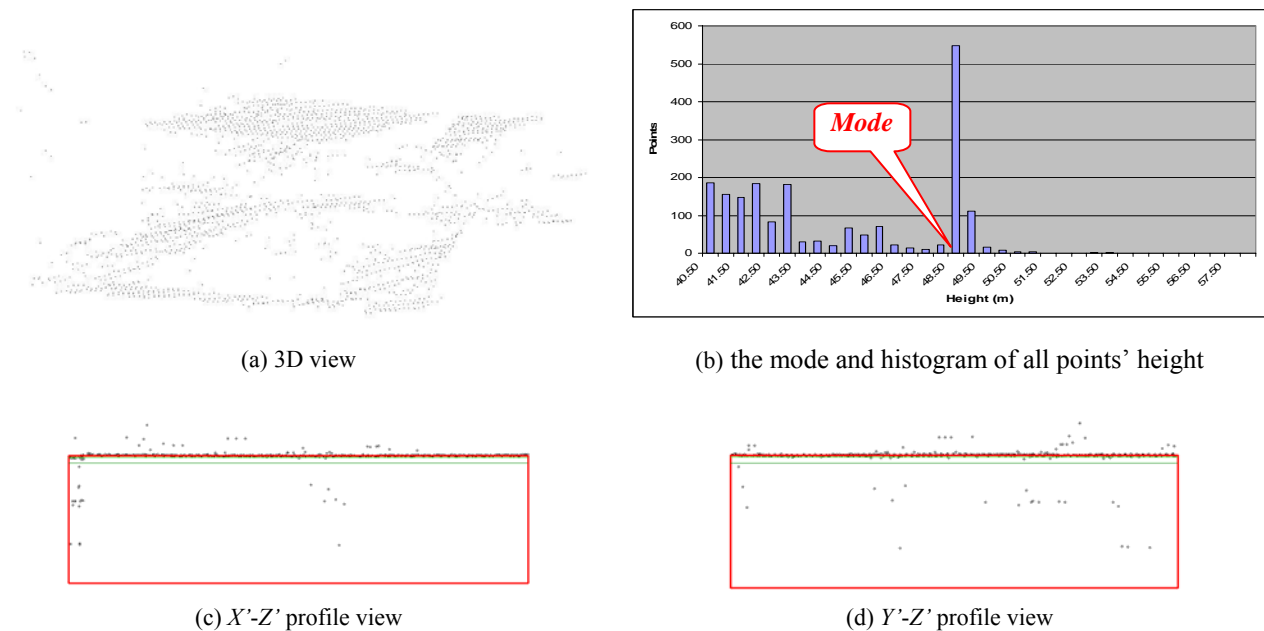 600
500
400
300
200
100
0
Points
Mode
40.50 41.50 42.50 43.50 44.50 45.50 46.50 47.50 48.50 49.50 50.50 51.50 52.50 53.50 54.50 55.50 56.50 57.50
Height (m)
(a) 3D view
(b) the mode and histogram of all points’ height
(c) X’-Z’ profile view
(d) Y’-Z’ profile view